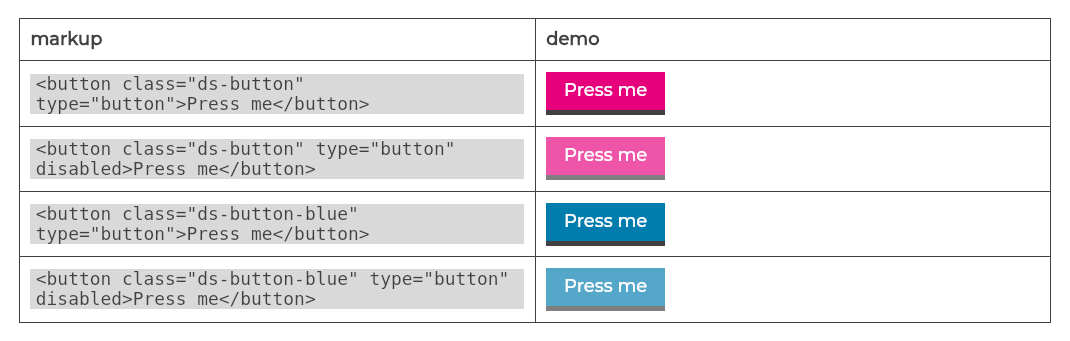 markup
demo
<button class="ds-button"
type="button">Press me</button>
Press me
<button class="ds-button" type="button"
disabled>Press me</button>
Press me
<button class="ds-button-blue"
type="button">Press me</button>
Press me
<button class="ds-button-blue" type="button"
disabled>Press me</button>
Press me